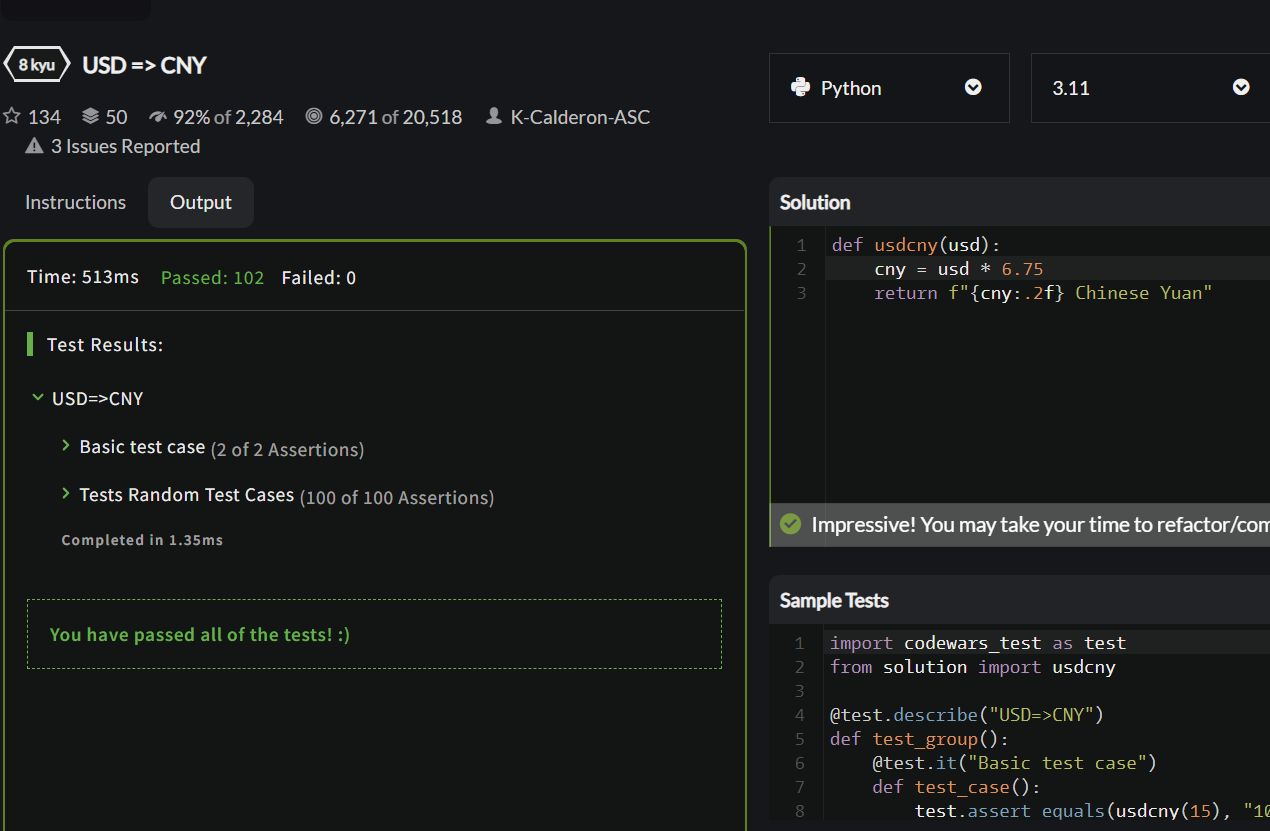 8 kyu USD => CNY
134 50 92% of 2,284 6,271 of 20,518 K-Calderon-ASC
3 Issues Reported
Instructions Output
Time: 513ms Passed: 102 Failed: 0
Test Results:
USD=>CNY
Basic test case (2 of 2 Assertions)
Tests Random Test Cases (100 of 100 Assertions)
Completed in 1.35ms
You have passed all of the tests! :)
Python 3.11
Solution
1 def usdcny(usd):
2 cny = usd * 6.75
3 return f"{cny:.2f} Chinese Yuan"
Impressive! You may take your time to refactor/com
Sample Tests
1 import codewars_test as test
2 from solution import usdcny
3
4 @test.describe("USD=>CNY")
5 def test_group():
6 @test.it("Basic test case")
7 def test_case():
8 test.assert_equals(usdcny(15), "10